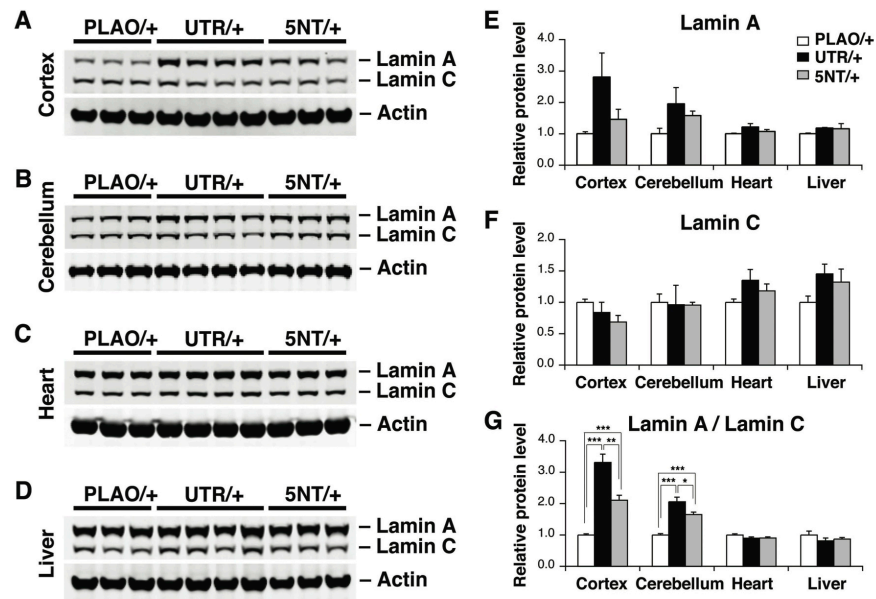 A
PLAO/+ UTR/+ 5NT/+
Cortex
Lamin A
Lamin C
Actin
B
PLAO/+ UTR/+ 5NT/+
Cerebellum
Lamin A
Lamin C
Actin
C
PLAO/+ UTR/+ 5NT/+
Heart
Lamin A
Lamin C
Actin
D
PLAO/+ UTR/+ 5NT/+
Liver
Lamin A
Lamin C
Actin
E
Lamin A
PLAO/+
UTR/+
5NT/+
Relative protein level
4.0
3.0
2.0
1.0
0.0
Cortex Cerebellum Heart Liver
F
Lamin C
Relative protein level
2.0
1.5
1.0
0.5
0.0
Cortex Cerebellum Heart Liver
G
Lamin A / Lamin C
Relative protein level
4.0
3.0
2.0
1.0
0.0
***
*** **
***
*** *
Cortex Cerebellum Heart Liver